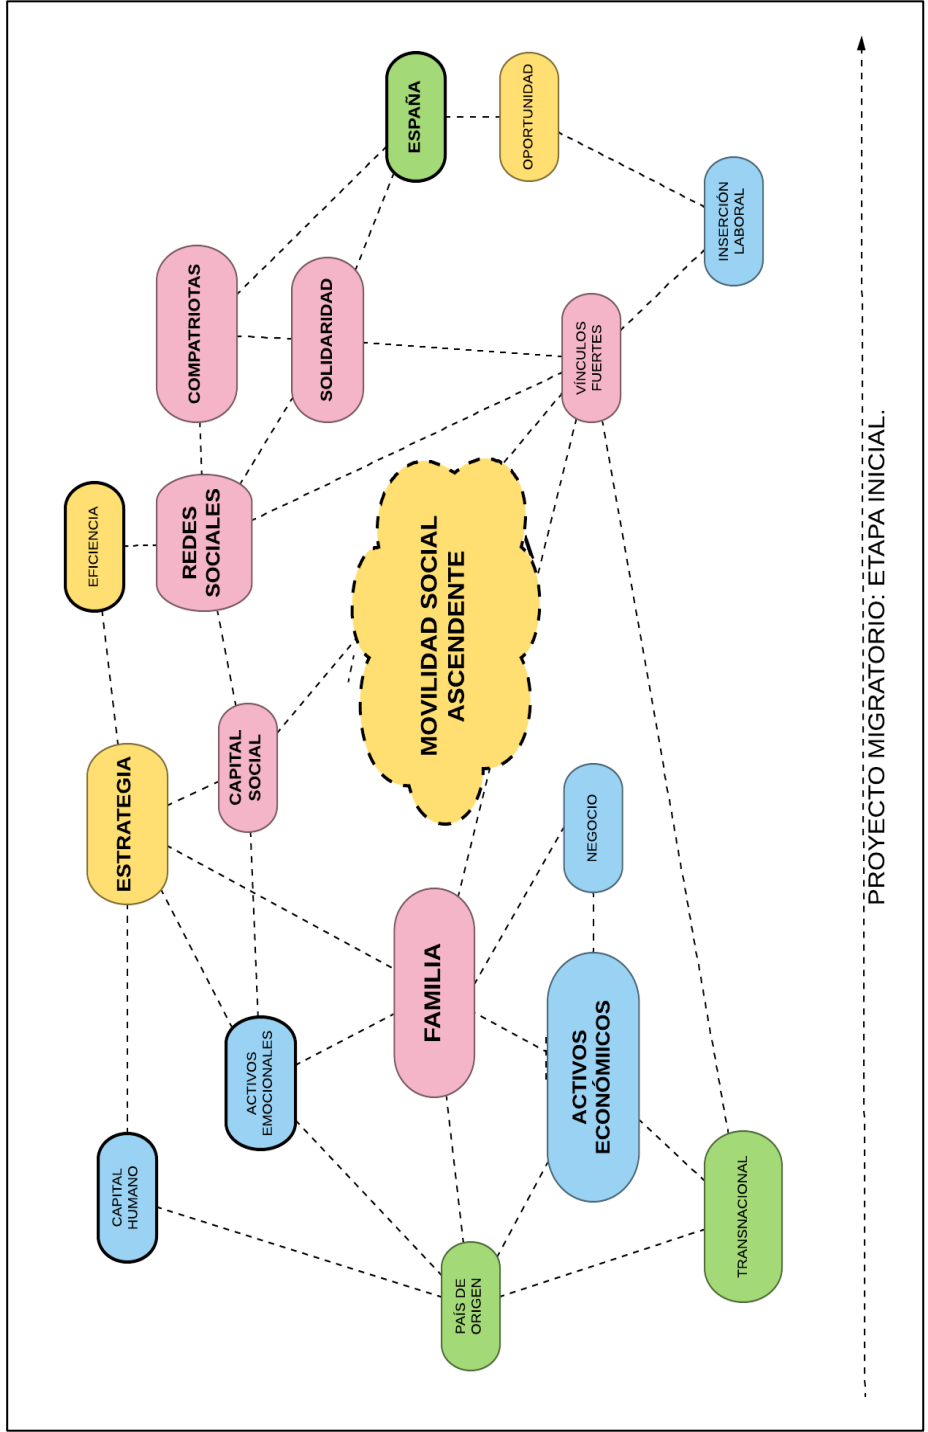 CAPITAL
HUMANO
ESTRATEGIA
EFICIENCIA
ACTIVOS
EMOCIONALES
CAPITAL
SOCIAL
REDES
SOCIALES
COMPATRIOTAS
SOLIDARIDAD
ESPAÑA
PAÍS DE
ORIGEN
FAMILIA
MOVILIDAD SOCIAL
ASCENDENTE
OPORTUNIDAD
ACTIVOS
ECONÓMIICOS
NEGOCIO
VÍNCULOS
FUERTES
TRANSNACIONAL
INSERCIÓN
LABORAL
PROYECTO MIGRATORIO: ETAPA INICIAL.